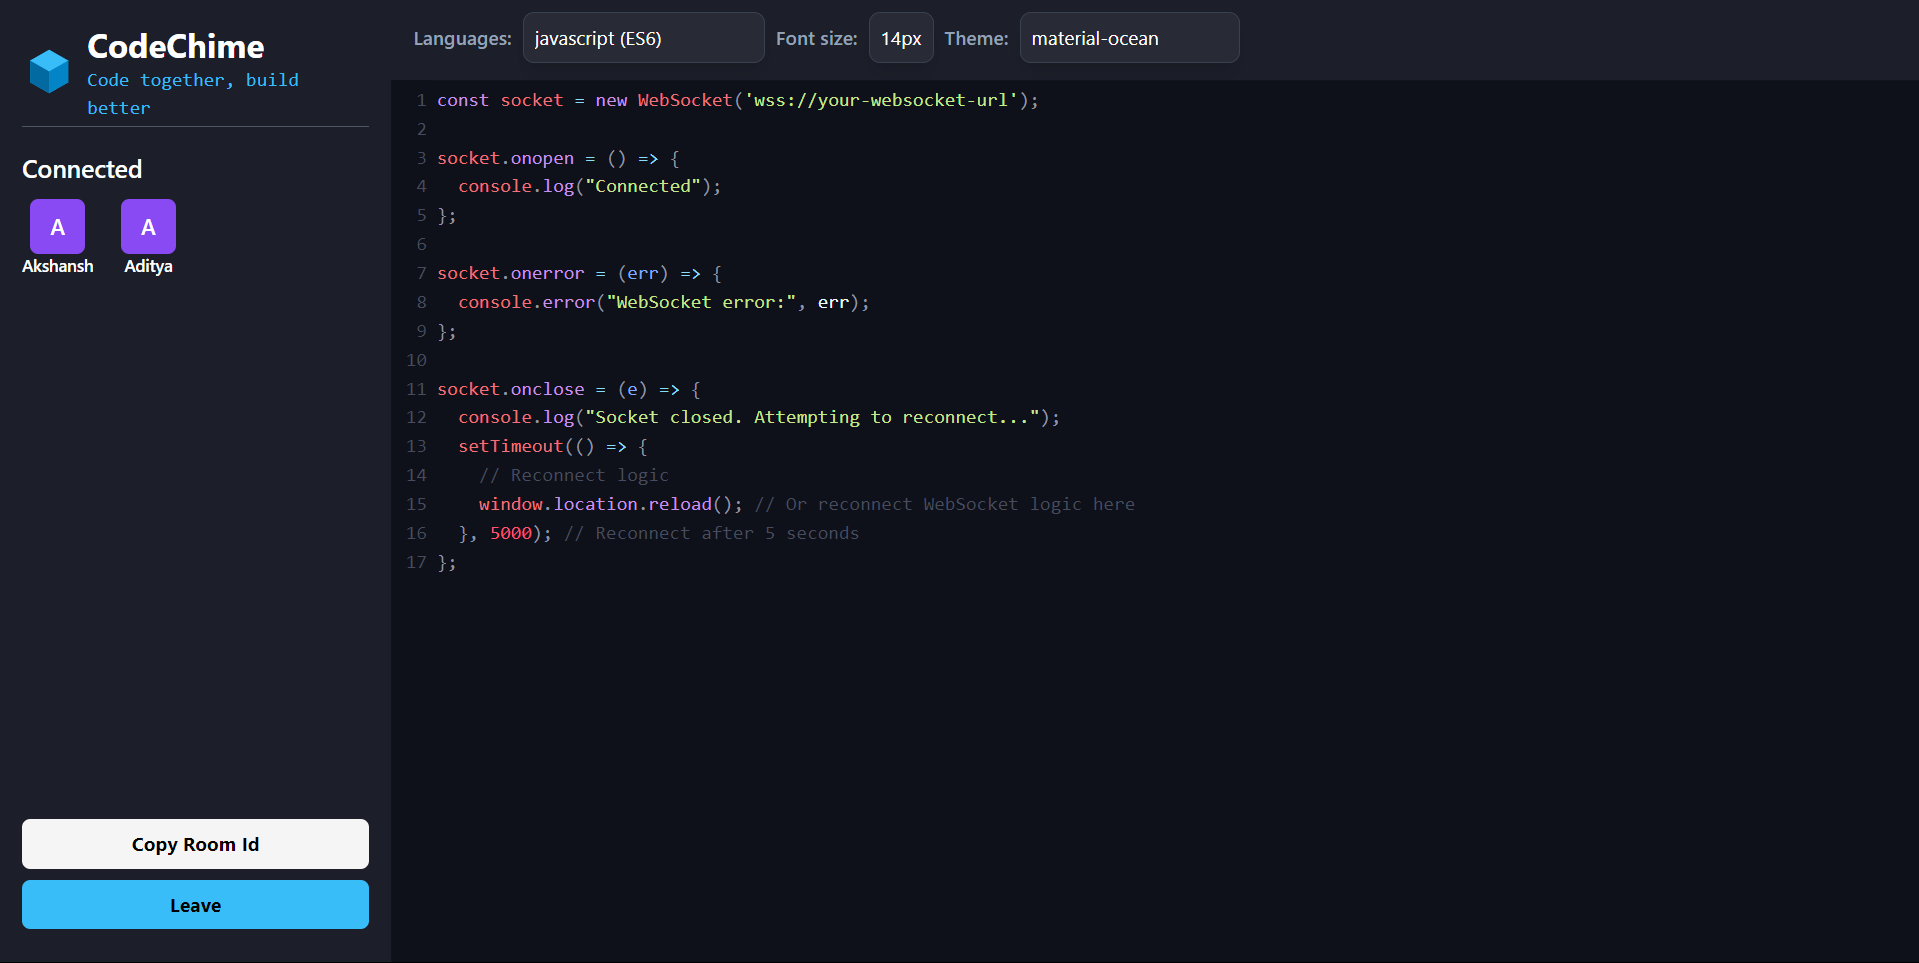 CodeChime
Code together, build
better
Connected
A
A
Akshansh
Aditya
Copy Room Id
Leave
Languages: javascript (ES6) Font size: 14px Theme: material-ocean
1 const socket = new WebSocket('wss://your-websocket-url');
2
3 socket.onopen = () => {
4   console.log("Connected");
5 };
6
7 socket.onerror = (err) => {
8   console.error("WebSocket error:", err);
9 };
10
11 socket.onclose = (e) => {
12   console.log("Socket closed. Attempting to reconnect...");
13   setTimeout(() => {
14     // Reconnect logic
15     window.location.reload(); // Or reconnect WebSocket logic here
16   }, 5000); // Reconnect after 5 seconds
17 };